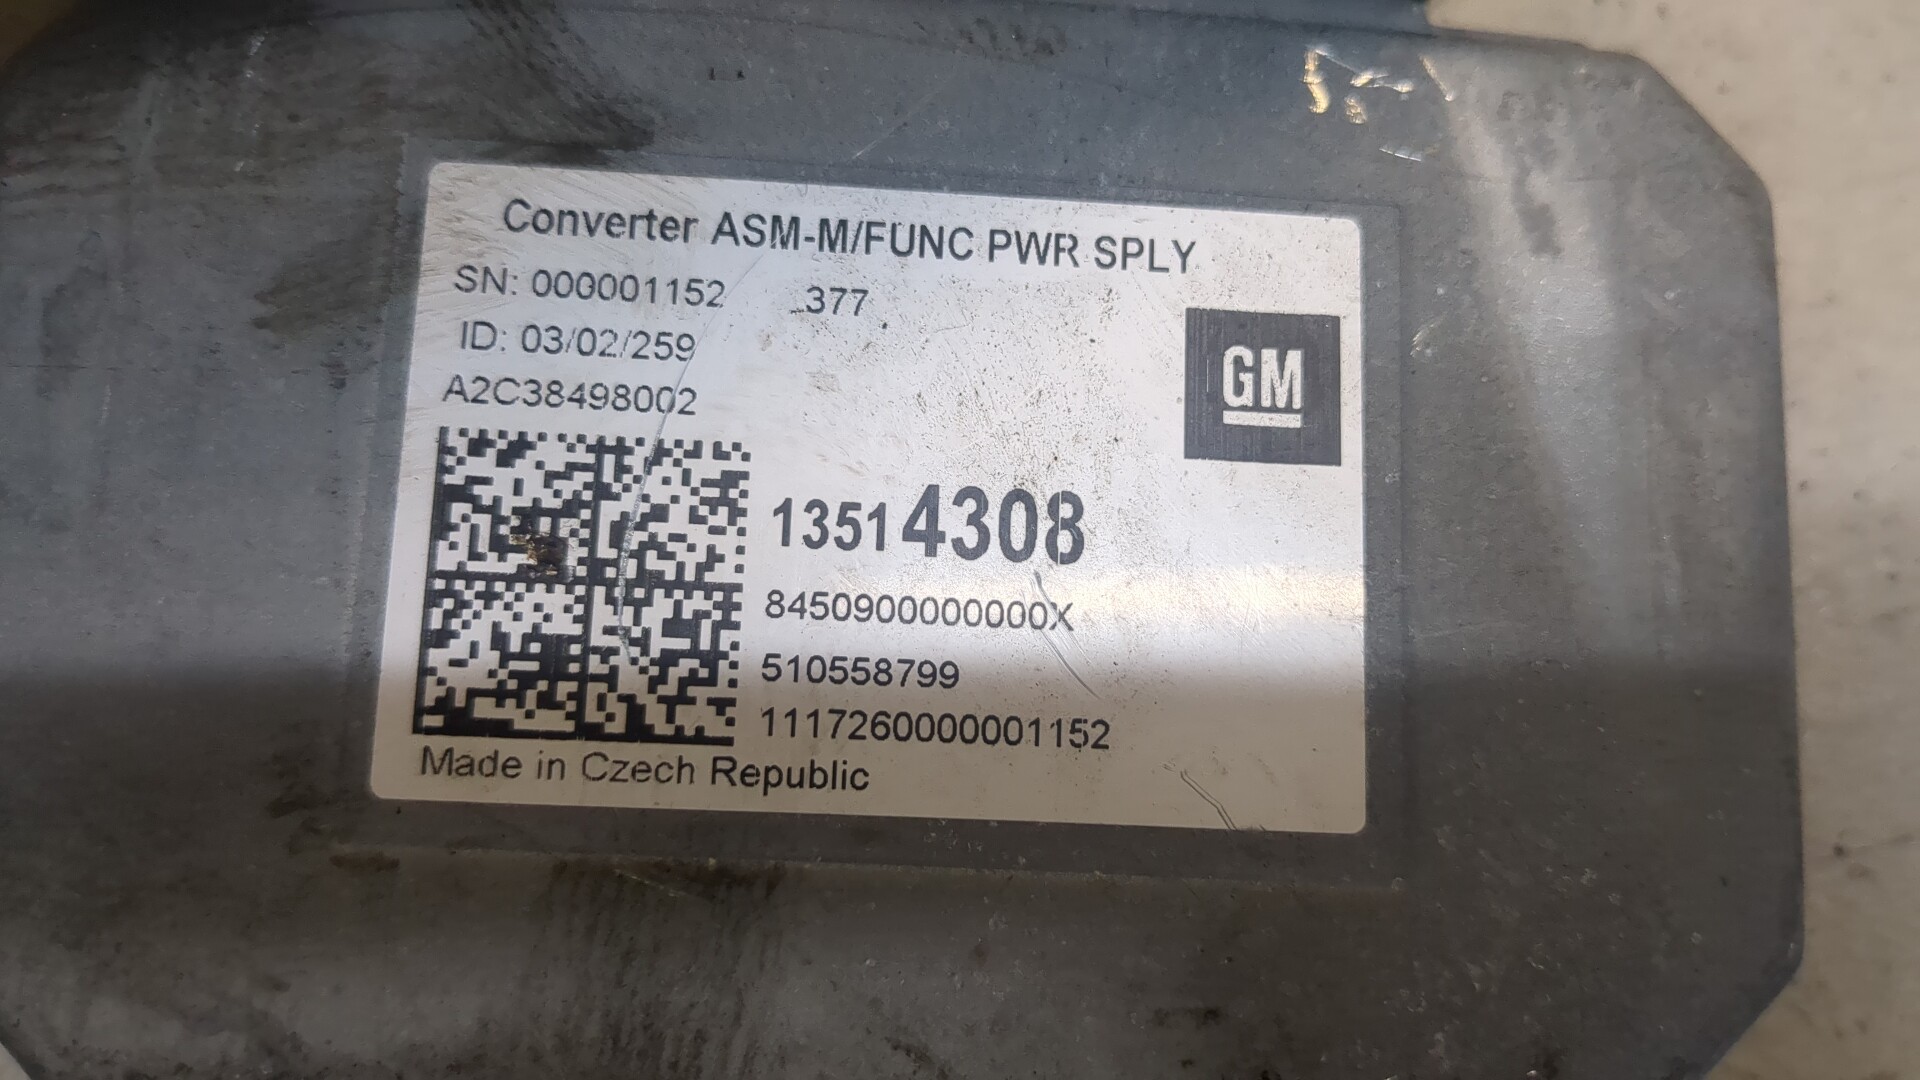 Converter ASM-M/FUNC PWR SPLY
SN: 000001152 _377
ID: 03/02/259
A2C38498002
GM
13514308
8450900000000X
510558799
1117260000001152
Made in Czech Republic